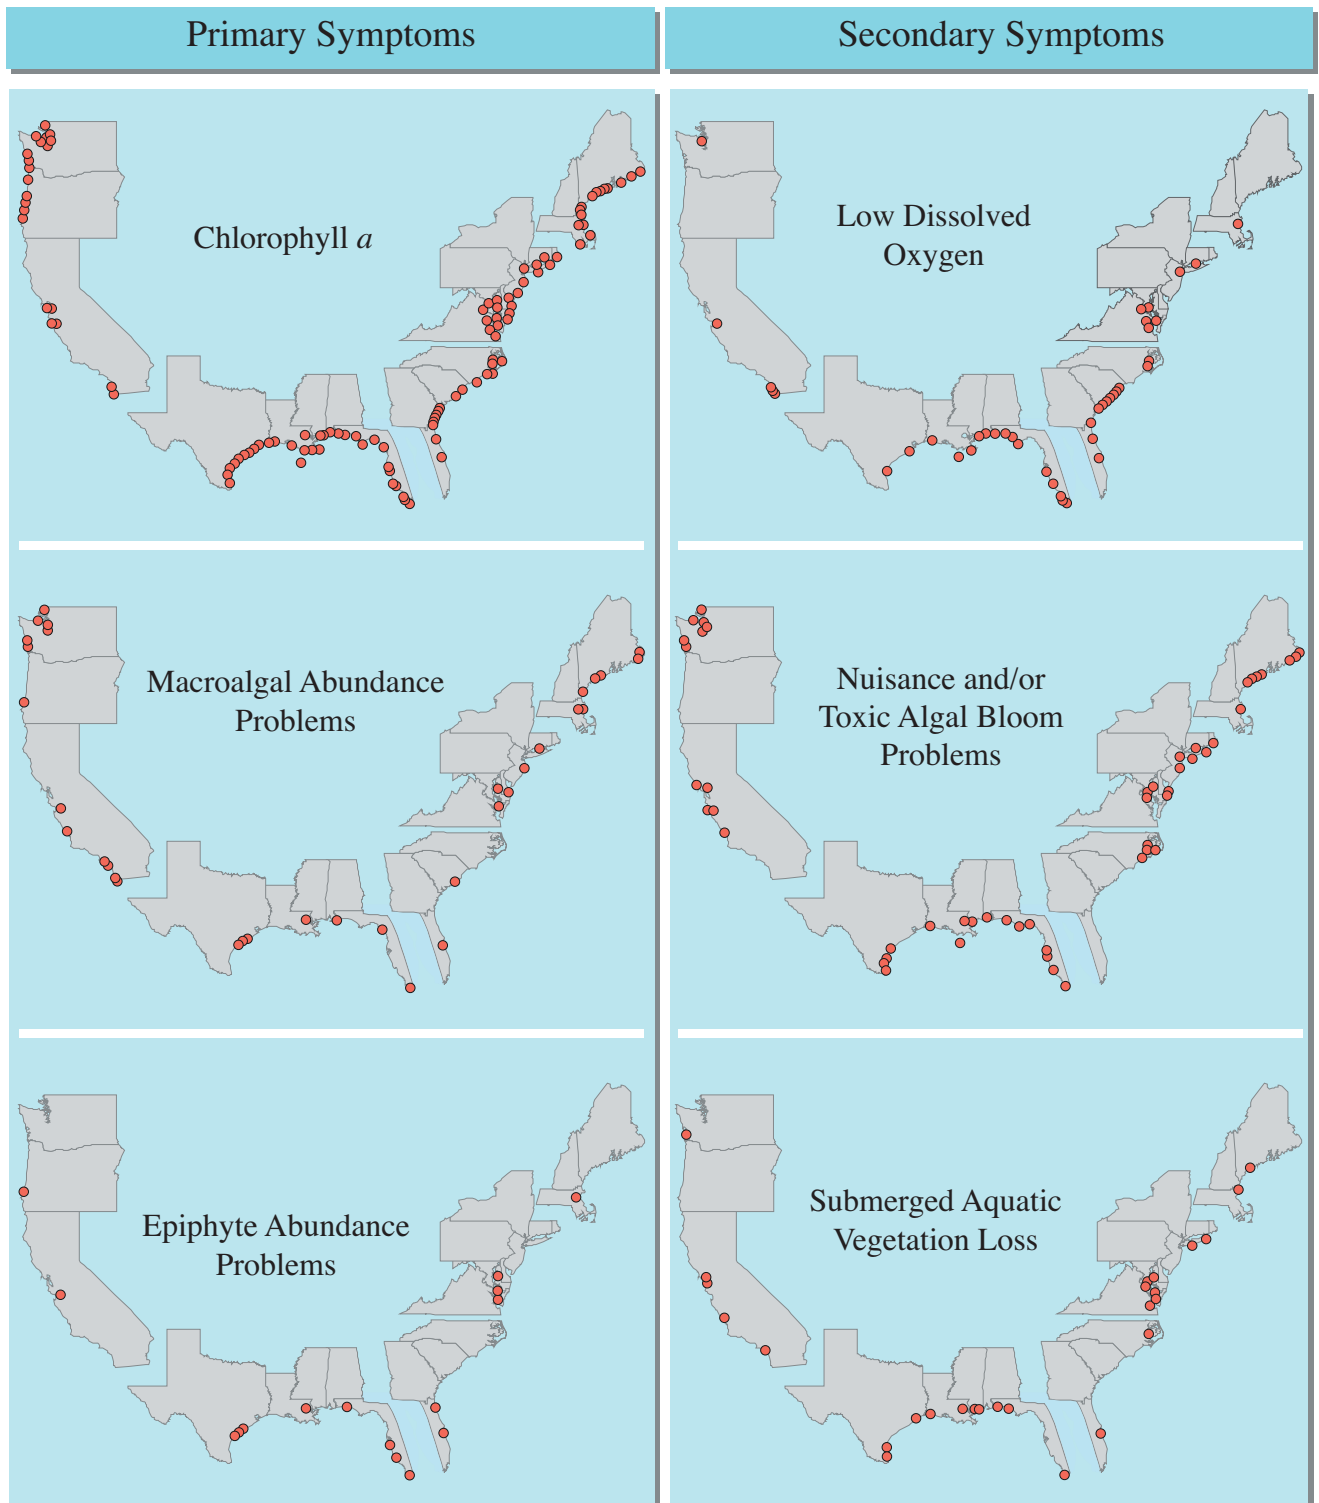 Primary Symptoms
Secondary Symptoms
Chlorophyll a
Low Dissolved
Oxygen
Macroalgal Abundance
Problems
Nuisance and/or
Toxic Algal Bloom
Problems
Epiphyte Abundance
Problems
Submerged Aquatic
Vegetation Loss